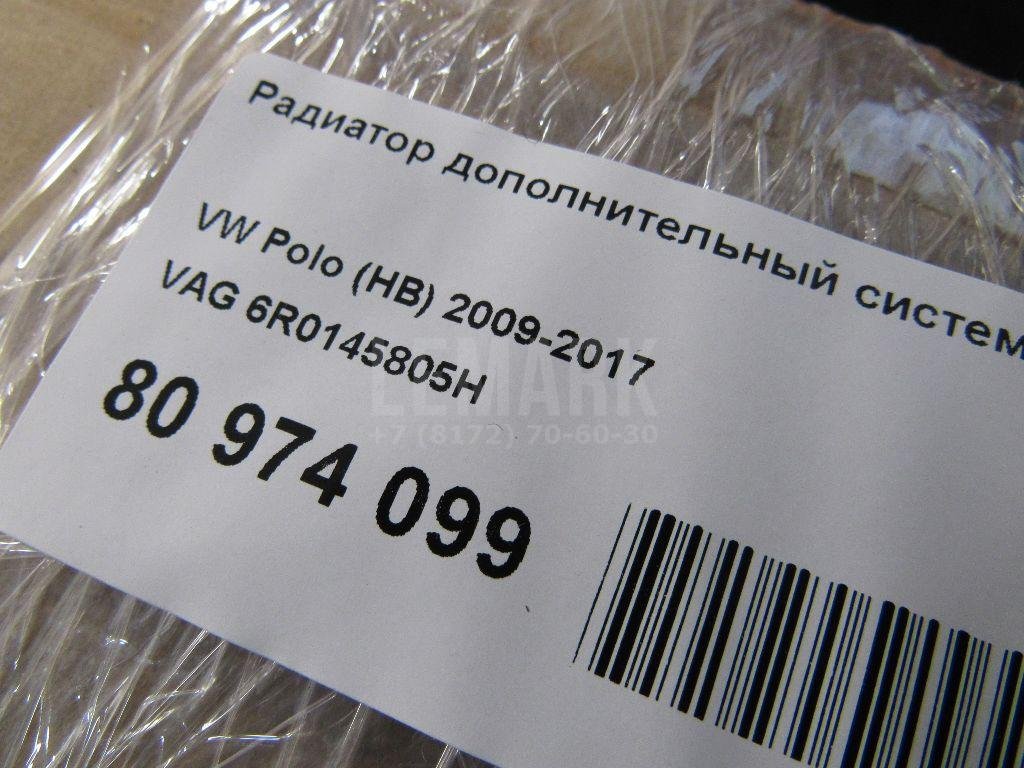 Радиатор дополнительный систем
VW Polo (HB) 2009-2017
VAG 6R0145805H
80 974 099
LEMARK
+7 (8172) 70-60-30